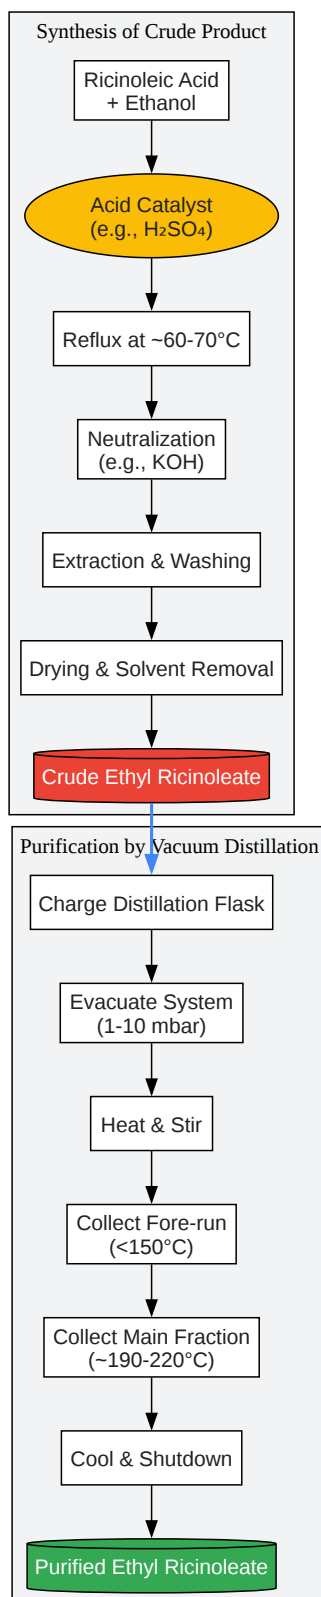 Synthesis of Crude Product
Ricinoleic Acid
+ Ethanol
Acid Catalyst
(e.g., H₂SO₄)
Reflux at ~60-70°C
Neutralization
(e.g., KOH)
Extraction & Washing
Drying & Solvent Removal
Crude Ethyl Ricinoleate
Purification by Vacuum Distillation
Charge Distillation Flask
Evacuate System
(1-10 mbar)
Heat & Stir
Collect Fore-run
(<150°C)
Collect Main Fraction
(~190-220°C)
Cool & Shutdown
Purified Ethyl Ricinoleate